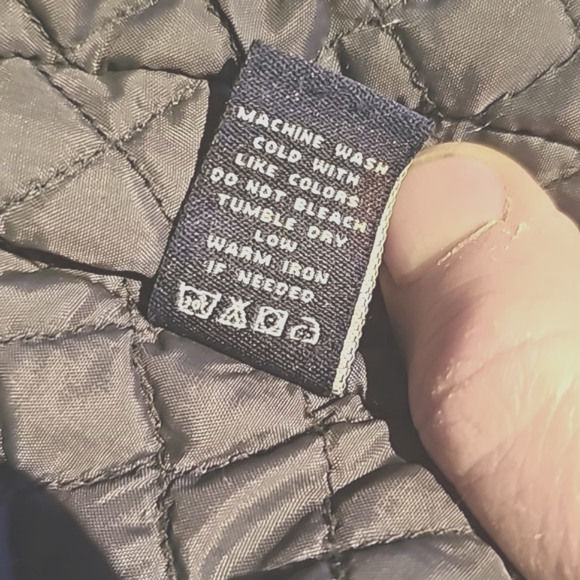 MACHINE WASH
COLD WITH
LIKE COLORS
DO NOT BLEACH
TUMBLE DRY
LOW
WARM IRON
IF NEEDED